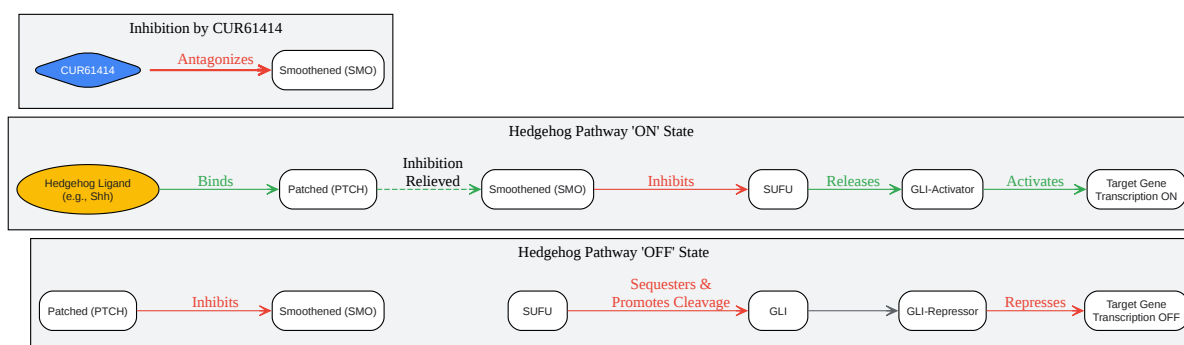 Inhibition by CUR61414
Antagonizes
CUR61414
Smoothened (SMO)
Hedgehog Pathway 'ON' State
Hedgehog Ligand
(e.g., Shh)
Binds
Patched (PTCH)
Inhibition
Relieved
Smoothened (SMO)
Inhibits
SUFU
Releases
GLI-Activator
Activates
Target Gene
Transcription ON
Hedgehog Pathway 'OFF' State
Patched (PTCH)
Inhibits
Smoothened (SMO)
SUFU
Sequesters &
Promotes Cleavage
GLI
GLI-Repressor
Represses
Target Gene
Transcription OFF